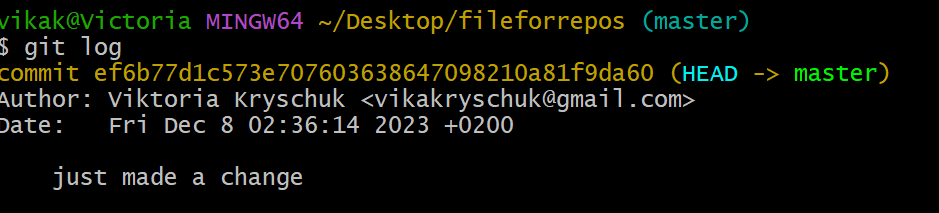 vikak@Victoria MINGW64 ~/Desktop/fileforrepos (master)
$ git log
commit ef6b77d1c573e707603638647098210a81f9da60 (HEAD -> master)
Author: Viktoria Kryschuk <vikakryschuk@gmail.com>
Date:   Fri Dec 8 02:36:14 2023 +0200
    just made a change